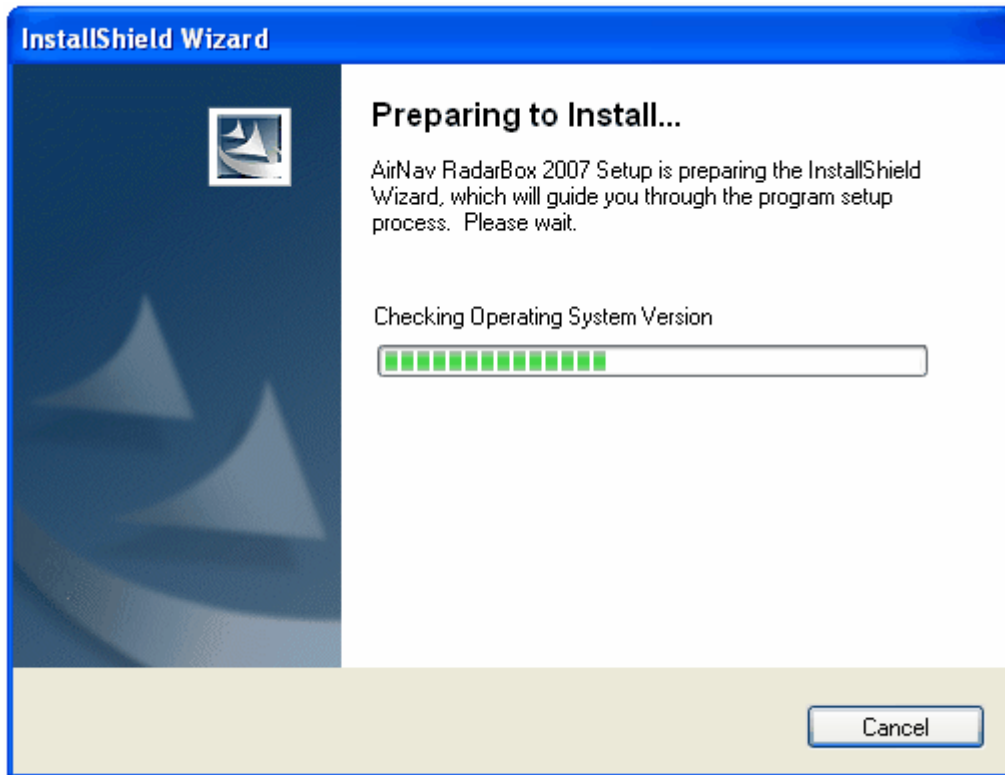 InstallShield Wizard
Preparing to Install...
AirNav RadarBox 2007 Setup is preparing the InstallShield
Wizard, which will guide you through the program setup
process.  Please wait.
Checking Operating System Version
Cancel